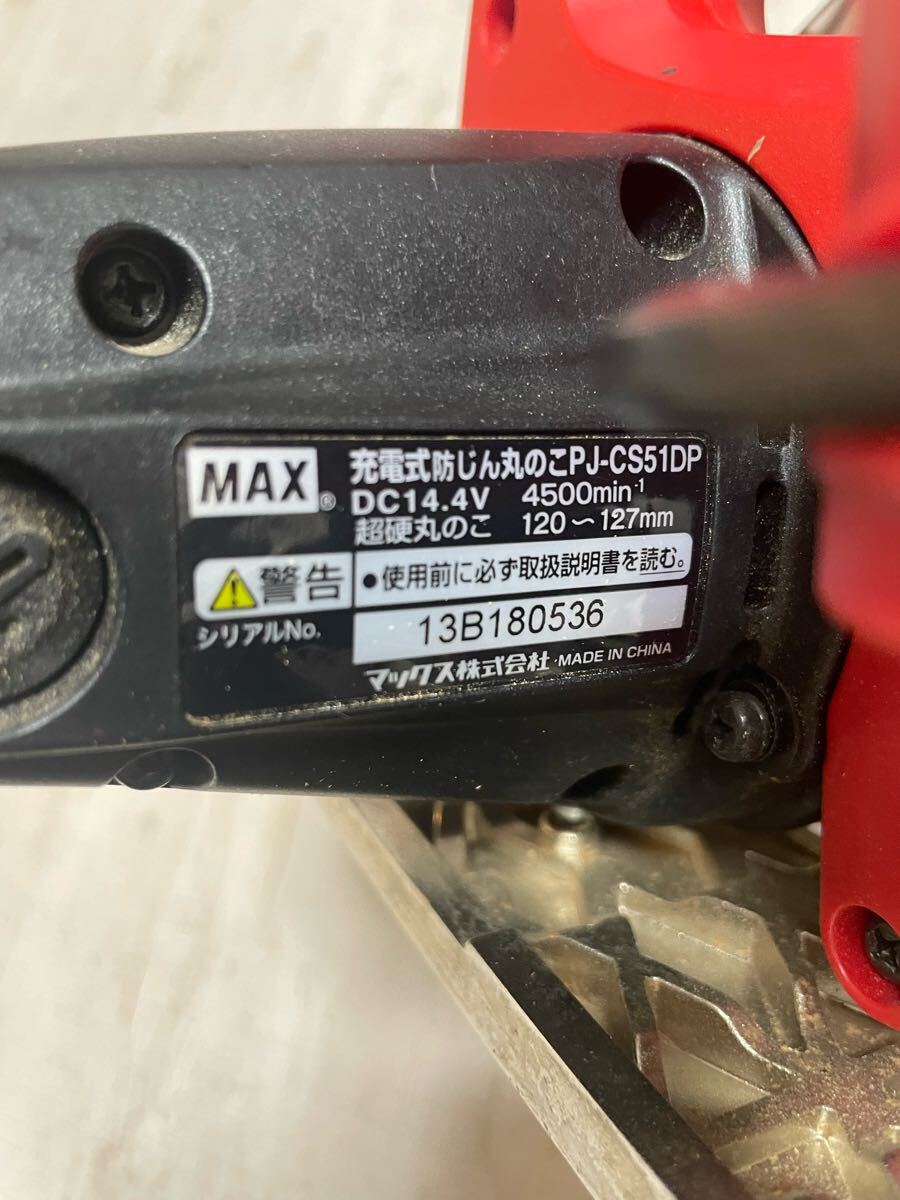 MAX® 充電式防じん丸のこPJ-CS51DP
DC14.4V 4500min⁻¹
超硬丸のこ 120〜127mm
警告 •使用前に必ず取扱説明書を読む。
シリアルNo. 13B180536
マックス株式会社 MADE IN CHINA